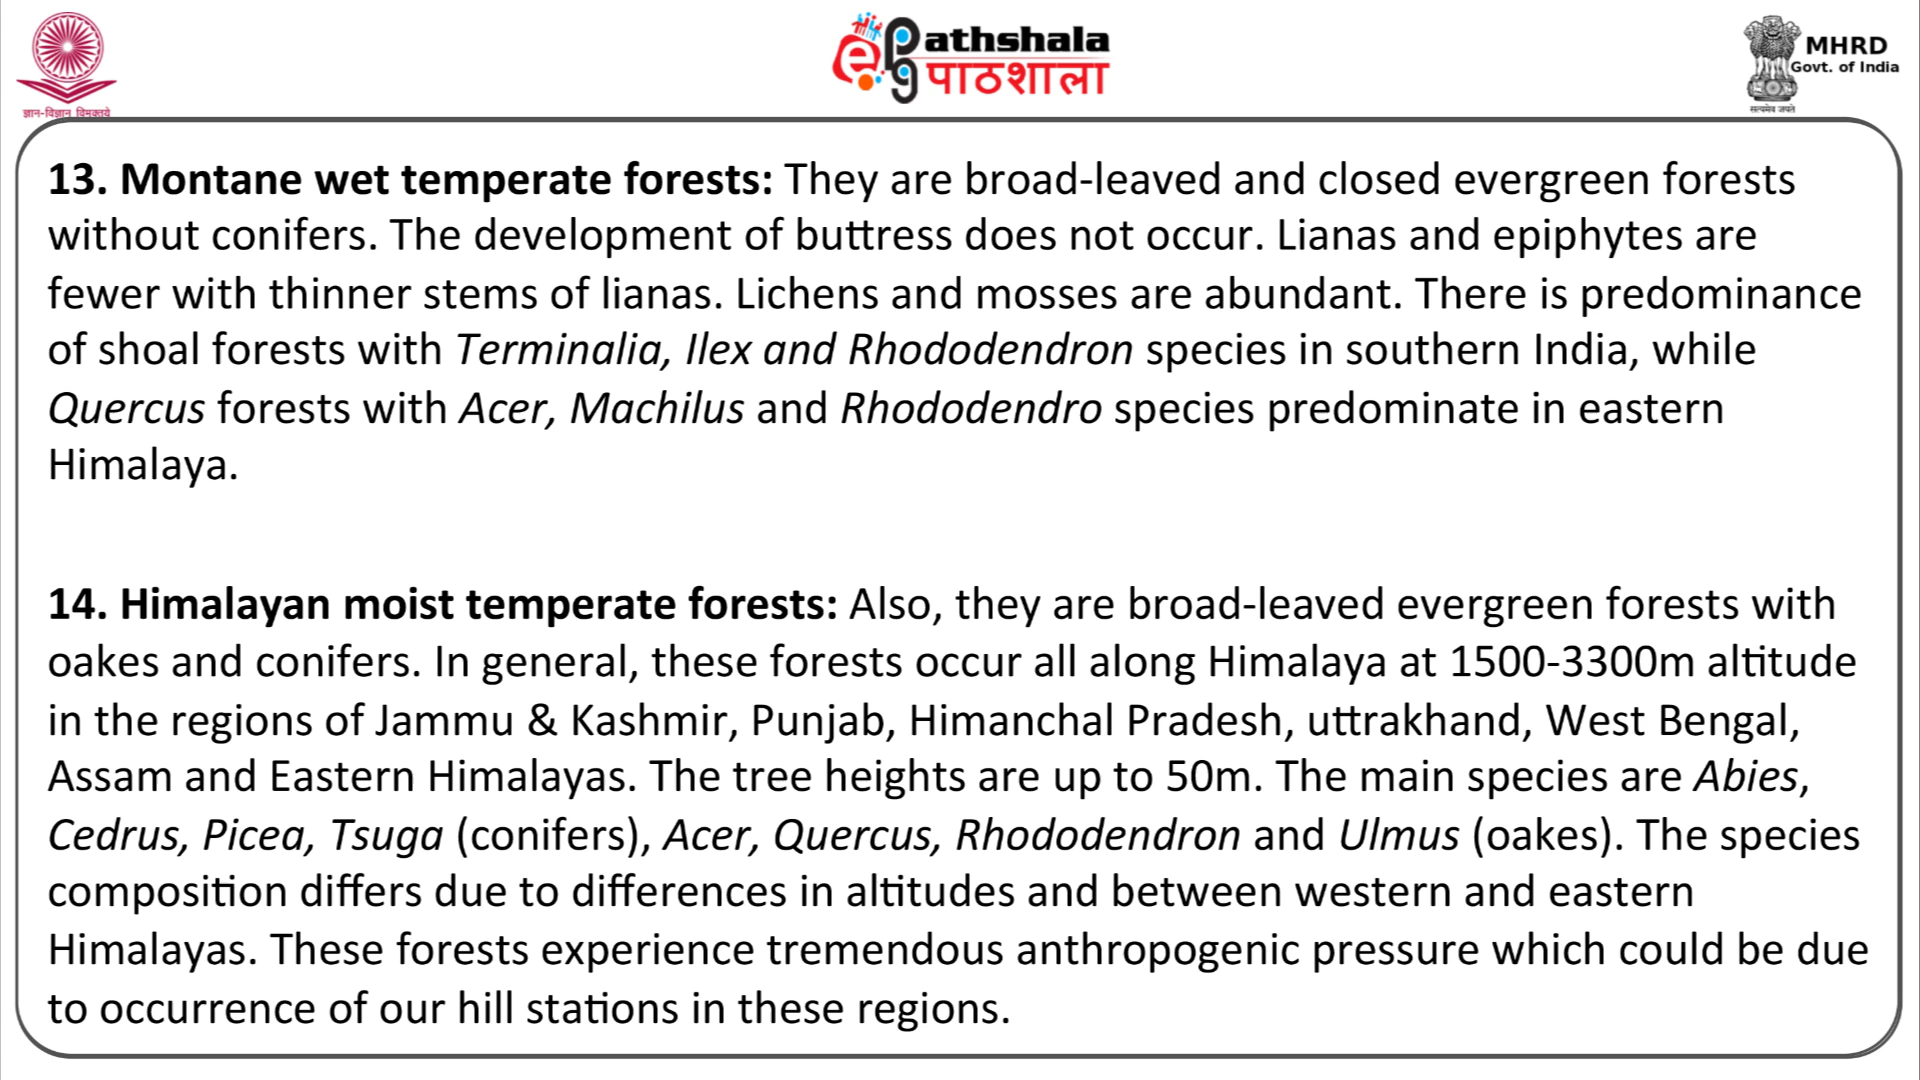 ज्ञान-विज्ञान विमुक्तये
ePG Pathshala
पाठशाला
MHRD
Govt. of India
सत्यमेव जयते
13. Montane wet temperate forests: They are broad-leaved and closed evergreen forests
without conifers. The development of buttress does not occur. Lianas and epiphytes are
fewer with thinner stems of lianas. Lichens and mosses are abundant. There is predominance
of shoal forests with Terminalia, Ilex and Rhododendron species in southern India, while
Quercus forests with Acer, Machilus and Rhododendro species predominate in eastern
Himalaya.
14. Himalayan moist temperate forests: Also, they are broad-leaved evergreen forests with
oakes and conifers. In general, these forests occur all along Himalaya at 1500-3300m altitude
in the regions of Jammu & Kashmir, Punjab, Himanchal Pradesh, uttrakhand, West Bengal,
Assam and Eastern Himalayas. The tree heights are up to 50m. The main species are Abies,
Cedrus, Picea, Tsuga (conifers), Acer, Quercus, Rhododendron and Ulmus (oakes). The species
composition differs due to differences in altitudes and between western and eastern
Himalayas. These forests experience tremendous anthropogenic pressure which could be due
to occurrence of our hill stations in these regions.